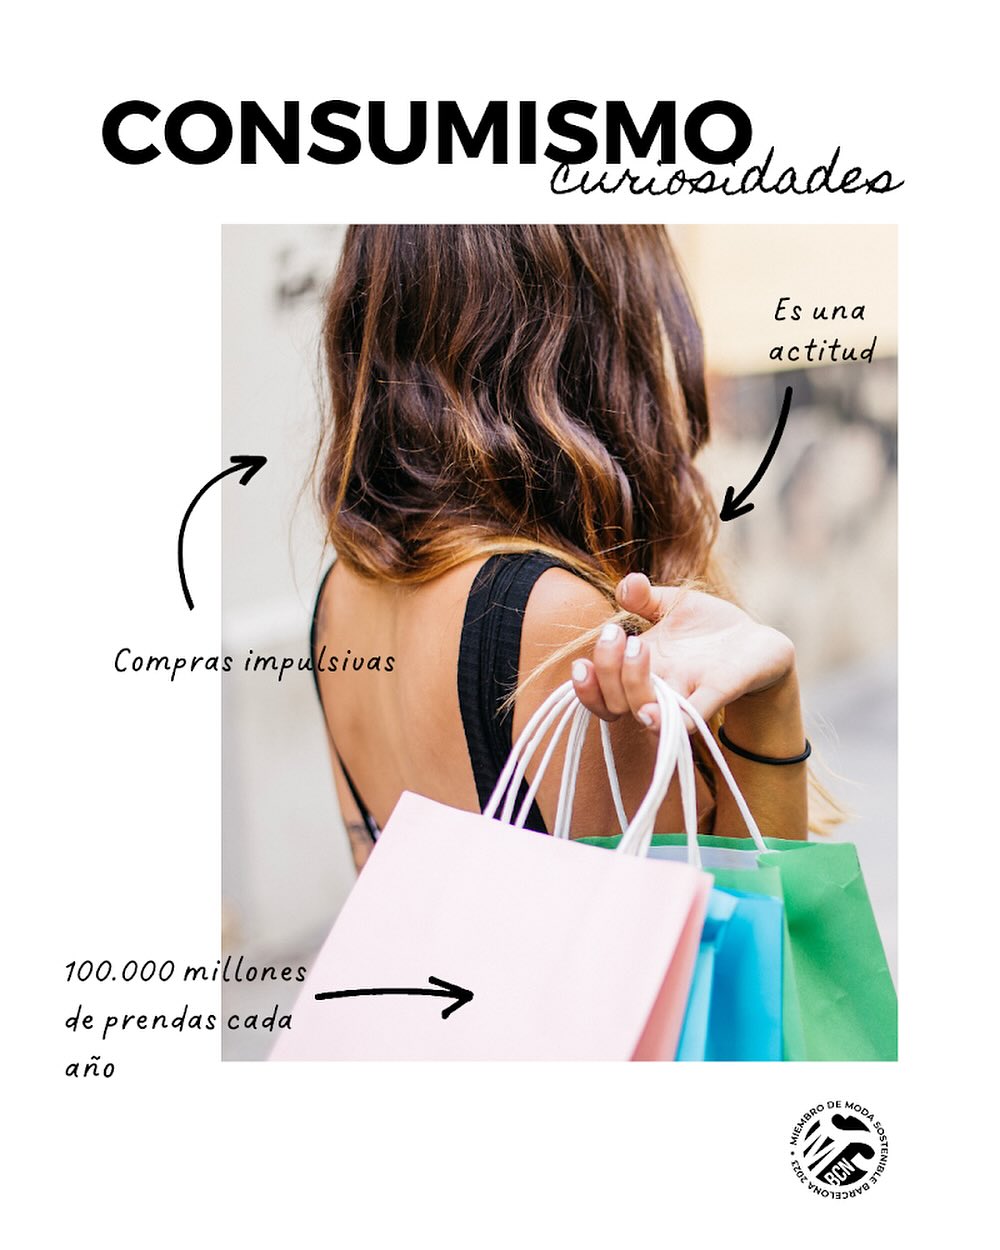 CONSUMISMO
curiosidades
Es una
actitud
Compras impulsivas
100.000 millones
de prendas cada
año
MIEMBRO DE MODA SOSTENIBLE BARCELONA 2023 •
M
BCN